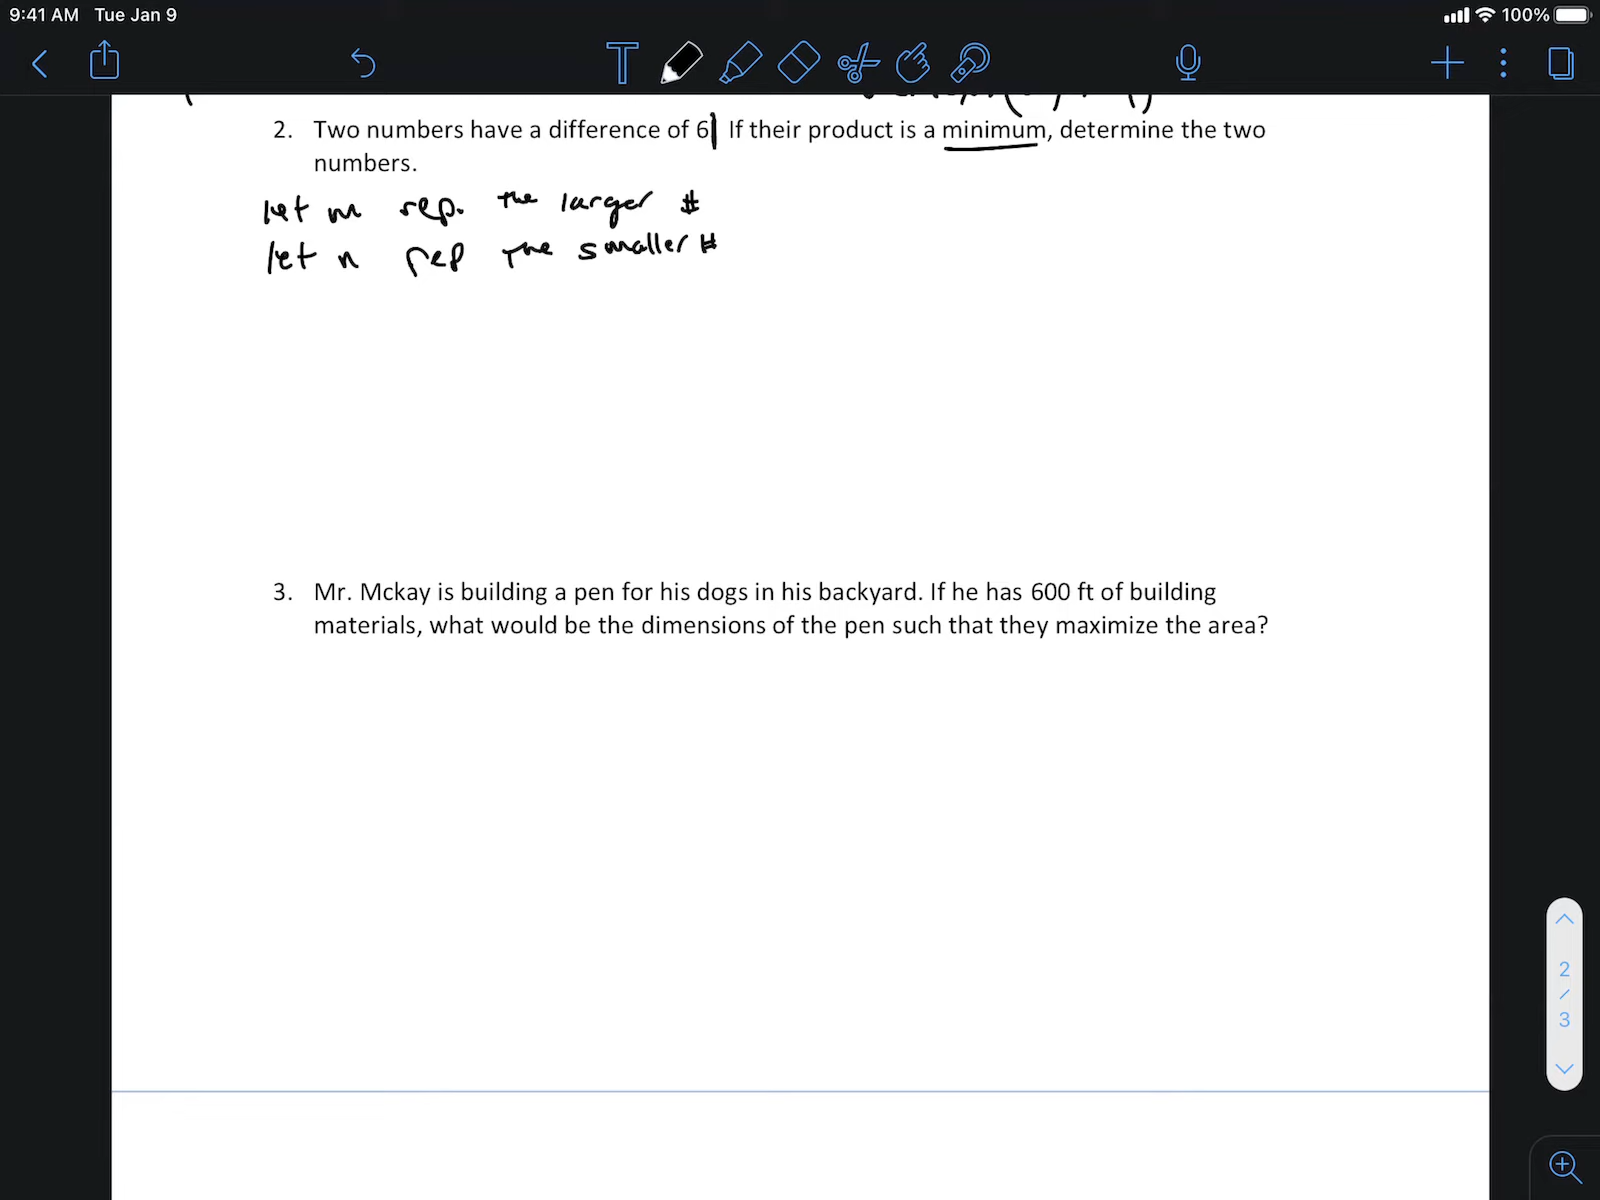 9:41 AM Tue Jan 9 100%
2. Two numbers have a difference of 6 If their product is a minimum, determine the two
numbers.
let m rep. the larger #
let n rep the smaller #
3. Mr. Mckay is building a pen for his dogs in his backyard. If he has 600 ft of building
materials, what would be the dimensions of the pen such that they maximize the area?
2
/
3